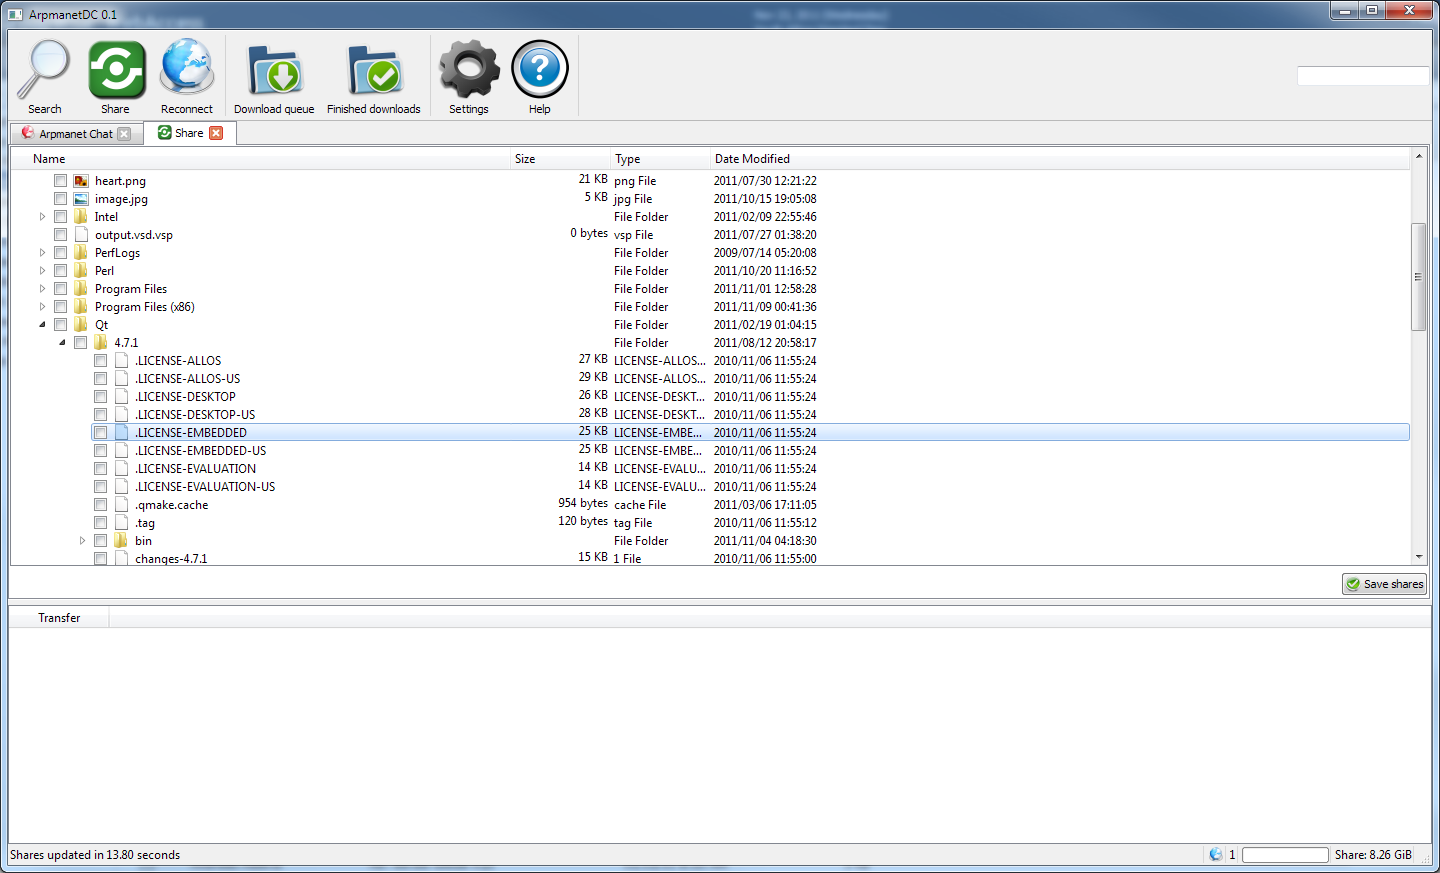 ArpmanetDC 0.1
Search Share Reconnect Download queue Finished downloads Settings Help
Arpmanet Chat Share
Name Size Type Date Modified
heart.png 21 KB png File 2011/07/30 12:21:22
image.jpg 5 KB jpg File 2011/10/15 19:05:08
Intel File Folder 2011/02/09 22:55:46
output.vsd.vsp 0 bytes vsp File 2011/07/27 01:38:20
PerfLogs File Folder 2009/07/14 05:20:08
Perl File Folder 2011/10/20 11:16:52
Program Files File Folder 2011/11/01 12:58:28
Program Files (x86) File Folder 2011/11/09 00:41:36
Qt File Folder 2011/02/19 01:04:15
4.7.1 File Folder 2011/08/12 20:58:17
.LICENSE-ALLOS 27 KB LICENSE-ALLOS... 2010/11/06 11:55:24
.LICENSE-ALLOS-US 29 KB LICENSE-ALLOS... 2010/11/06 11:55:24
.LICENSE-DESKTOP 26 KB LICENSE-DESKT... 2010/11/06 11:55:24
.LICENSE-DESKTOP-US 28 KB LICENSE-DESKT... 2010/11/06 11:55:24
.LICENSE-EMBEDDED 25 KB LICENSE-EMBE... 2010/11/06 11:55:24
.LICENSE-EMBEDDED-US 25 KB LICENSE-EMBE... 2010/11/06 11:55:24
.LICENSE-EVALUATION 14 KB LICENSE-EVALU... 2010/11/06 11:55:24
.LICENSE-EVALUATION-US 14 KB LICENSE-EVALU... 2010/11/06 11:55:24
.qmake.cache 954 bytes cache File 2011/03/06 17:11:05
.tag 120 bytes tag File 2010/11/06 11:55:12
bin File Folder 2011/11/04 04:18:30
changes-4.7.1 15 KB 1 File 2010/11/06 11:55:00
Save shares
Transfer
Shares updated in 13.80 seconds 1 Share: 8.26 GiB